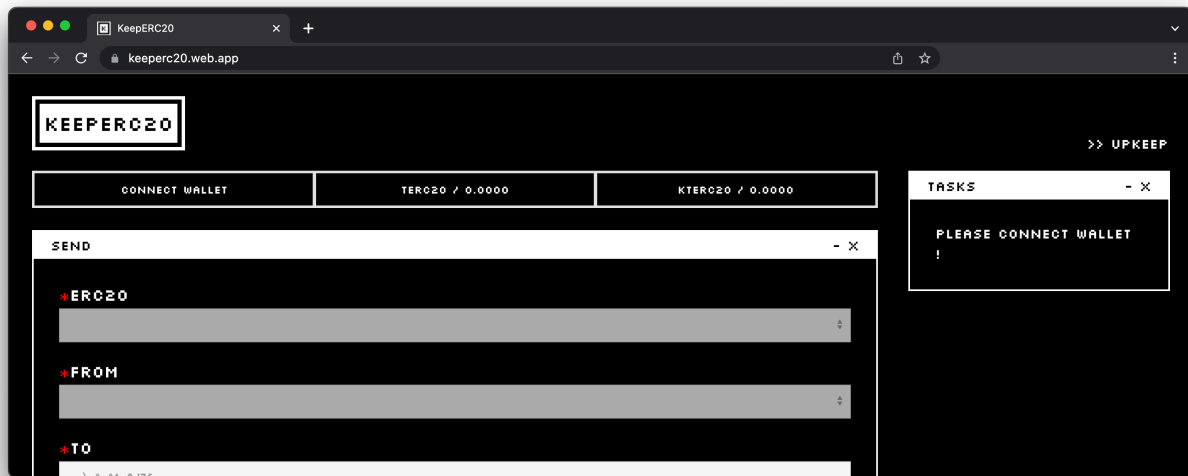 KeepERC20
keeperc20.web.app
KEEPERC20
>> UPKEEP
CONNECT WALLET
TERC20 / 0.0000
KTERC20 / 0.0000
TASKS - X
PLEASE CONNECT WALLET
!
SEND - X
*ERC20
*FROM
*TO